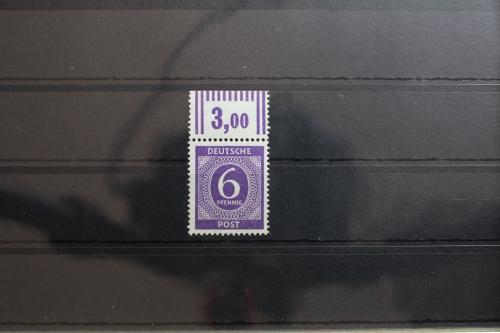 3,00
DEUTSCHE
6
PFENNIG
POST